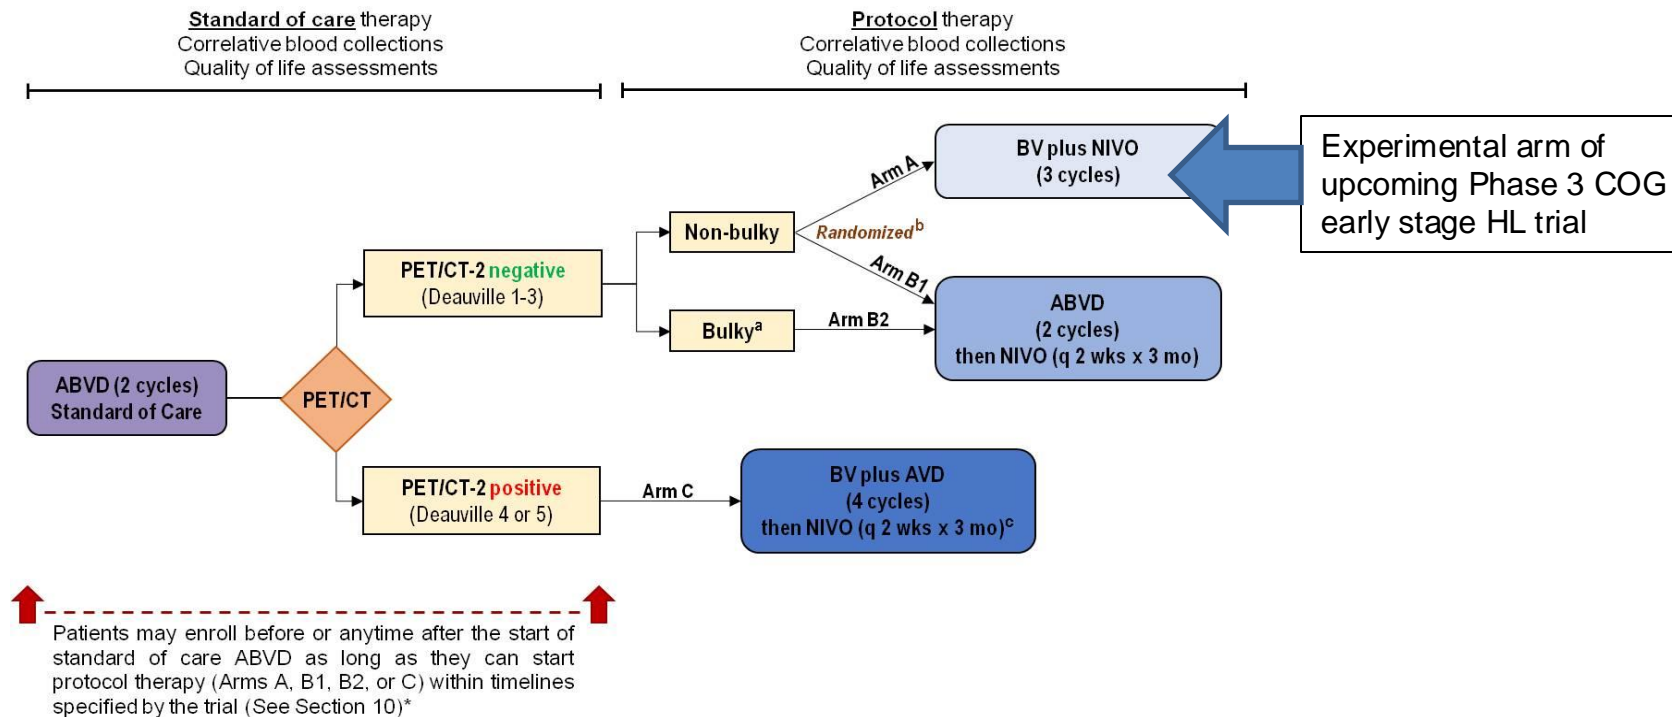 Standard of care therapy
Correlative blood collections
Quality of life assessments
Protocol therapy
Correlative blood collections
Quality of life assessments
ABVD (2 cycles)
Standard of Care
PET/CT
PET/CT-2 negative
(Deauville 1-3)
PET/CT-2 positive
(Deauville 4 or 5)
Non-bulky
Bulkyᵃ
Randomizedᵇ
Arm A
Arm B1
Arm B2
Arm C
BV plus NIVO
(3 cycles)
ABVD
(2 cycles)
then NIVO (q 2 wks x 3 mo)
BV plus AVD
(4 cycles)
then NIVO (q 2 wks x 3 mo)ᶜ
Experimental arm of
upcoming Phase 3 COG
early stage HL trial
Patients may enroll before or anytime after the start of
standard of care ABVD as long as they can start
protocol therapy (Arms A, B1, B2, or C) within timelines
specified by the trial (See Section 10)*